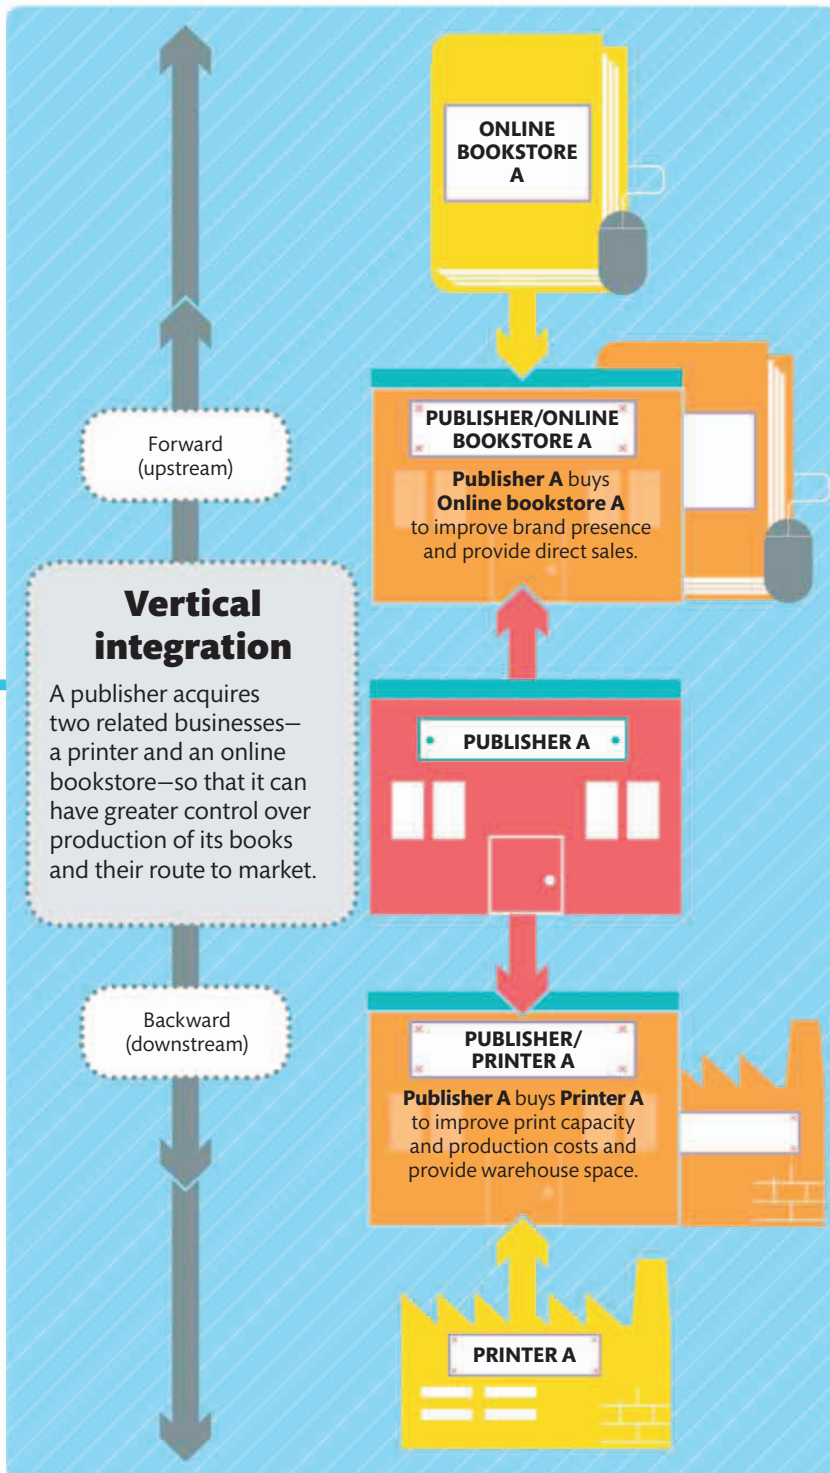 ONLINE
BOOKSTORE
A
Forward
(upstream)
PUBLISHER/ONLINE
BOOKSTORE A
Publisher A buys
Online bookstore A
to improve brand presence
and provide direct sales.
Vertical
integration
A publisher acquires
two related businesses—
a printer and an online
bookstore—so that it can
have greater control over
production of its books
and their route to market.
PUBLISHER A
Backward
(downstream)
PUBLISHER/
PRINTER A
Publisher A buys Printer A
to improve print capacity
and production costs and
provide warehouse space.
PRINTER A